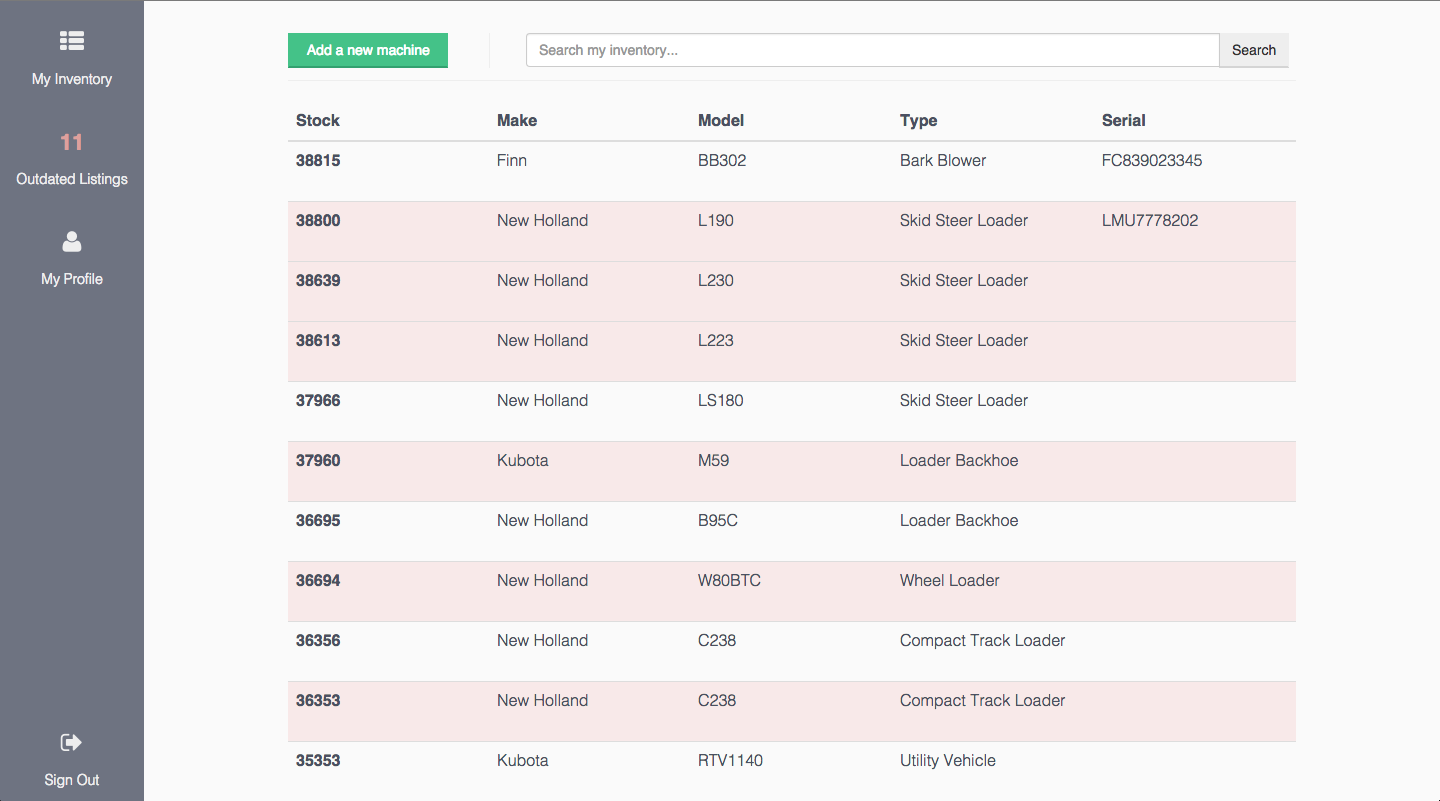 My Inventory
11
Outdated Listings
My Profile
Sign Out
Add a new machine Search my inventory... Search
Stock Make Model Type Serial
38815 Finn BB302 Bark Blower FC839023345
38800 New Holland L190 Skid Steer Loader LMU7778202
38639 New Holland L230 Skid Steer Loader
38613 New Holland L223 Skid Steer Loader
37966 New Holland LS180 Skid Steer Loader
37960 Kubota M59 Loader Backhoe
36695 New Holland B95C Loader Backhoe
36694 New Holland W80BTC Wheel Loader
36356 New Holland C238 Compact Track Loader
36353 New Holland C238 Compact Track Loader
35353 Kubota RTV1140 Utility Vehicle